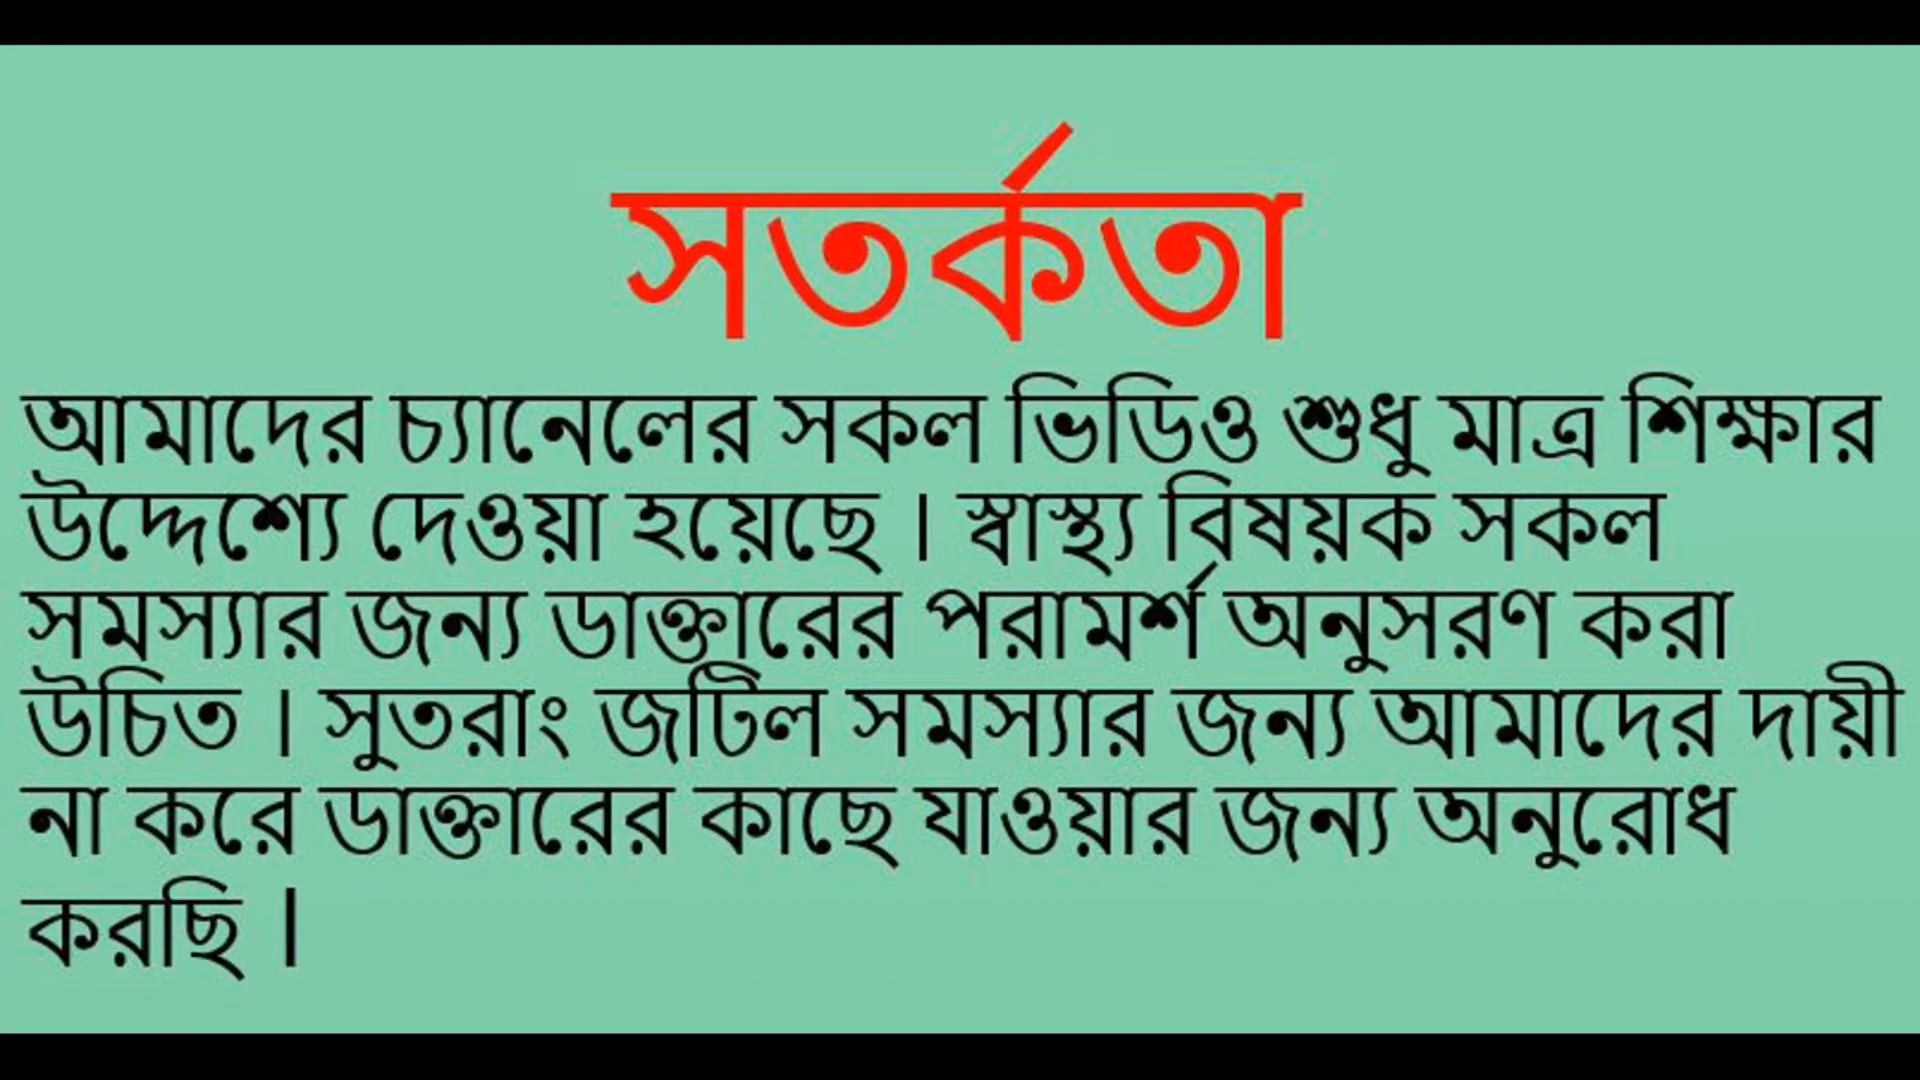 সতর্কতা
আমাদের চ্যানেলের সকল ভিডিও শুধু মাত্র শিক্ষার
উদ্দেশ্যে দেওয়া হয়েছে । স্বাস্থ্য বিষয়ক সকল
সমস্যার জন্য ডাক্তারের পরামর্শ অনুসরণ করা
উচিত । সুতরাং জটিল সমস্যার জন্য আমাদের দায়ী
না করে ডাক্তারের কাছে যাওয়ার জন্য অনুরোধ
করছি ।